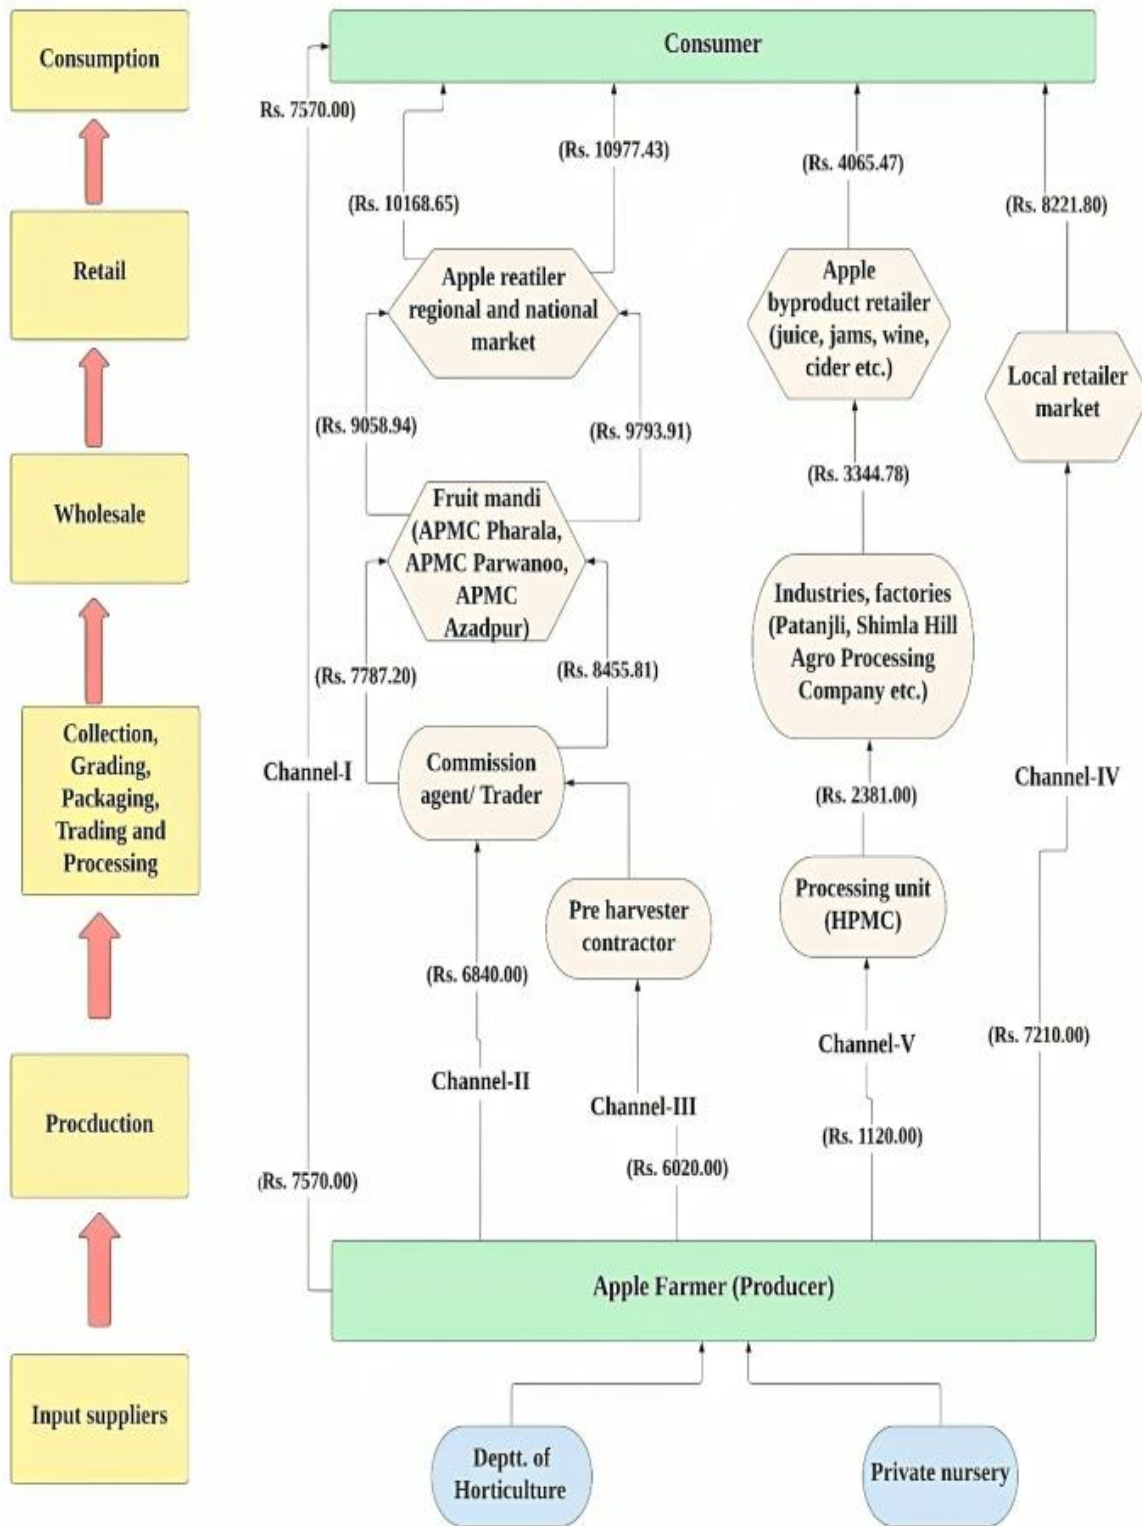 Consumption
Retail
Wholesale
Collection,
Grading,
Packaging,
Trading and
Processing
Procduction
Input suppliers
Consumer
Rs. 7570.00)
(Rs. 10977.43)
(Rs. 4065.47)
(Rs. 10168.65)
(Rs. 8221.80)
Apple reatiler
regional and national
market
Apple
byproduct retailer
(juice, jams, wine,
cider etc.)
Local retailer
market
(Rs. 9058.94)
(Rs. 9793.91)
(Rs. 3344.78)
Fruit mandi
(APMC Pharala,
APMC Parwanoo,
APMC
Azadpur)
Industries, factories
(Patanjli, Shimla Hill
Agro Processing
Company etc.)
(Rs. 7787.20)
(Rs. 8455.81)
Channel-I
Commission
agent/ Trader
Channel-IV
(Rs. 2381.00)
Pre harvester
contractor
Processing unit
(HPMC)
(Rs. 6840.00)
(Rs. 7210.00)
Channel-V
Channel-II
Channel-III
(Rs. 1120.00)
(Rs. 6020.00)
(Rs. 7570.00)
Apple Farmer (Producer)
Deptt. of
Horticulture
Private nursery